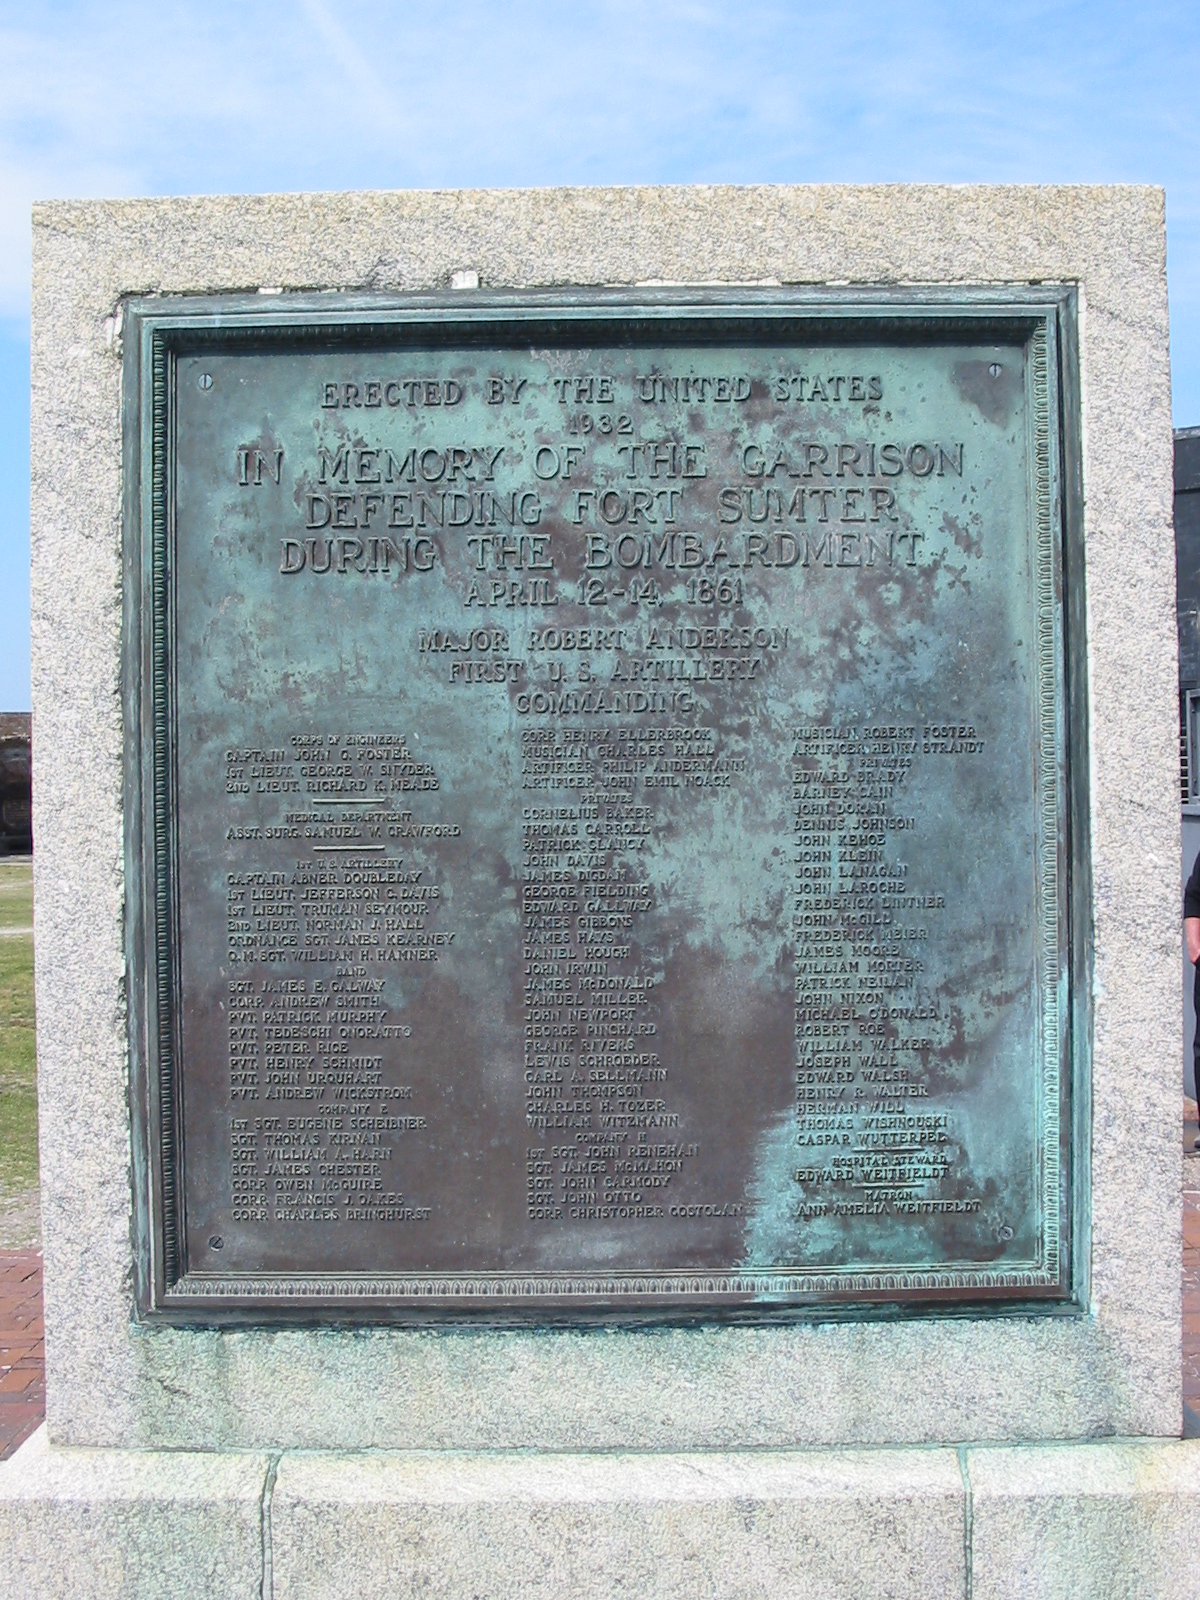 ERECTED BY THE UNITED STATES
1932
IN MEMORY OF THE GARRISON
DEFENDING FORT SUMTER
DURING THE BOMBARDMENT
APRIL 12-14, 1861
MAJOR ROBERT ANDERSON
FIRST U.S. ARTILLERY
COMMANDING
CORPS OF ENGINEERS
CAPTAIN JOHN G. FOSTER
1ST LIEUT. GEORGE W. SNYDER
2ND LIEUT. RICHARD K. MEADE
MEDICAL DEPARTMENT
ASST. SURG. SAMUEL W. CRAWFORD
1ST U.S. ARTILLERY
CAPTAIN ABNER DOUBLEDAY
1ST LIEUT. JEFFERSON C. DAVIS
1ST LIEUT. TRUMAN SEYMOUR
2ND LIEUT. NORMAN J. HALL
ORDNANCE SGT. JAMES KEARNEY
Q.M. SGT. WILLIAM H. HAMNER
BAND
SGT. JAMES E. GALWAY
CORP. ANDREW SMITH
PVT. PATRICK MURPHY
PVT. TEDESCHI ONORATTO
PVT. PETER RICE
PVT. HENRY SCHMIDT
PVT. JOHN URQUHART
PVT. ANDREW WICKSTROM
COMPANY E
1ST SGT. EUGENE SCHEIBNER
SGT. THOMAS KIRNAN
SGT. WILLIAM A. HARN
SGT. JAMES CHESTER
CORP. OWEN McGUIRE
CORP. FRANCIS J. OAKES
CORP. CHARLES BRINGHURST
CORP. HENRY ELLERBROOK
MUSICIAN CHARLES HALL
ARTIFICER PHILIP ANDERMANN
ARTIFICER JOHN EMIL NOACK
PRIVATES
CORNELIUS BAKER
THOMAS CARROLL
PATRICK CLANCY
JOHN DAVIS
JAMES DIGDAM
GEORGE FIELDING
EDWARD GALLWAY
JAMES GIBBONS
JAMES HAYS
DANIEL HOUGH
JOHN IRWIN
JAMES McDONALD
SAMUEL MILLER
JOHN NEWPORT
GEORGE PINCHARD
FRANK RIVERS
LEWIS SCHROEDER
CARL A. SELLMANN
JOHN THOMPSON
CHARLES H. TOZER
WILLIAM WITZMANN
COMPANY H
1ST SGT. JOHN RENEHAN
SGT. JAMES McMAHON
SGT. JOHN CARMODY
SGT. JOHN OTTO
CORP. CHRISTOPHER COSTOLAN
MUSICIAN ROBERT FOSTER
ARTIFICER HENRY STRANDT
PRIVATES
EDWARD BRADY
BARNEY CAIN
JOHN DORAN
DENNIS JOHNSON
JOHN KEHOE
JOHN KLEIN
JOHN LANAGAN
JOHN LAROCHE
FREDERICK LINTNER
JOHN McGILL
FREDERICK MEIER
JAMES MOORE
WILLIAM MORTER
PATRICK NEILAN
JOHN NIXON
MICHAEL O'DONALD
ROBERT ROE
WILLIAM WALKER
JOSEPH WALL
EDWARD WALSH
HENRY R. WALTER
HERMAN WILL
THOMAS WISHNOUSKI
CASPAR WUTTERPEL
HOSPITAL STEWARD
EDWARD WEITFIELDT
MATRON
ANN AMELIA WEITFIELDT